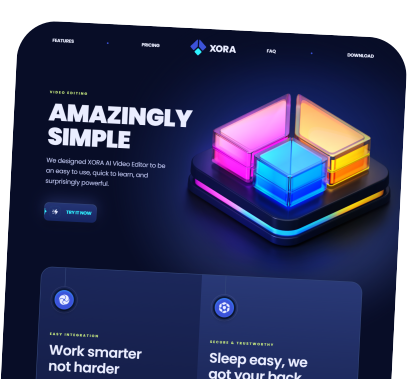 FEATURES
PRICING
XORA
FAQ
DOWNLOAD
VIDEO EDITING
AMAZINGLY
SIMPLE
We designed XORA AI Video Editor to be
an easy to use, quick to learn, and
surprisingly powerful.
TRY IT NOW
EASY INTEGRATION
Work smarter
not harder
SECURE & TRUSTWORTHY
Sleep easy, we
got your back